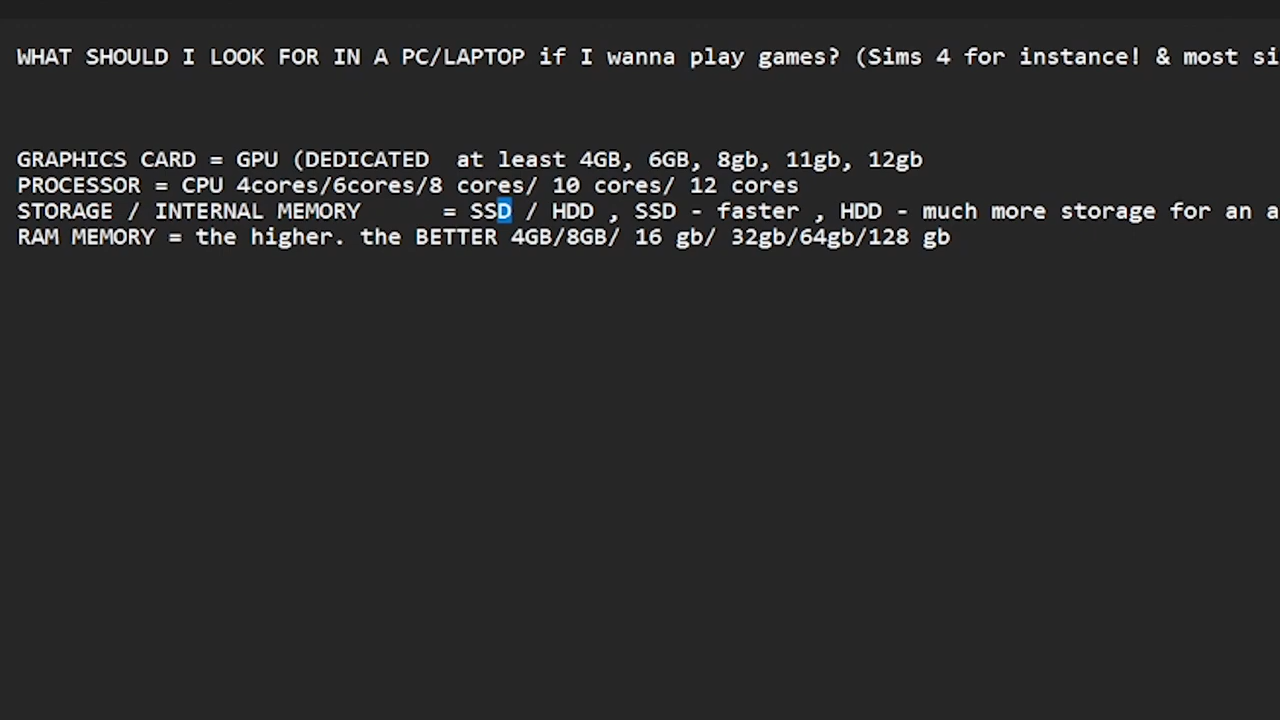 WHAT SHOULD I LOOK FOR IN A PC/LAPTOP if I wanna play games? (Sims 4 for instance! & most si
GRAPHICS CARD = GPU (DEDICATED  at least 4GB, 6GB, 8gb, 11gb, 12gb
PROCESSOR = CPU 4cores/6cores/8 cores/ 10 cores/ 12 cores
STORAGE / INTERNAL MEMORY      = SSD / HDD , SSD - faster , HDD - much more storage for an a
RAM MEMORY = the higher. the BETTER 4GB/8GB/ 16 gb/ 32gb/64gb/128 gb